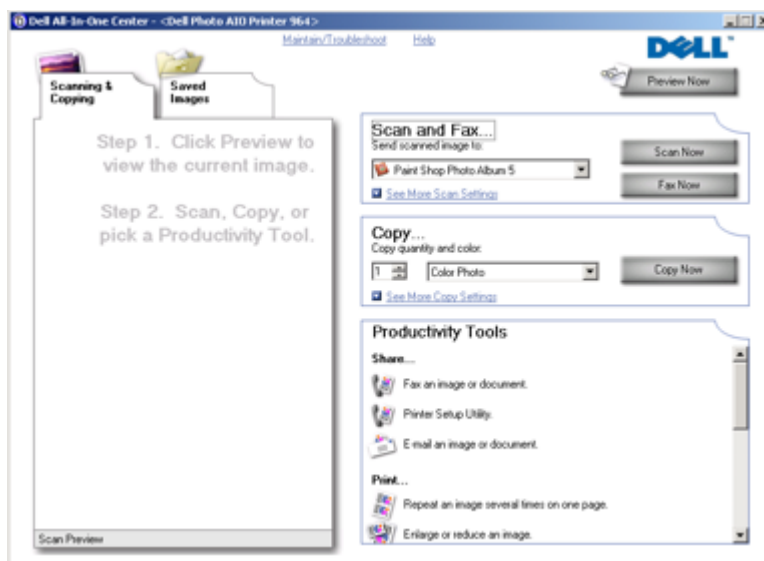 Dell All-In-One Center - <Dell Photo AIO Printer 964>
Maintain/Troubleshoot Help
DELL
Scanning &
Copying
Saved
Images
Preview Now
Step 1. Click Preview to
view the current image.
Step 2. Scan, Copy, or
pick a Productivity Tool.
Scan Preview
Scan and Fax...
Send scanned image to:
Paint Shop Photo Album 5
See More Scan Settings
Scan Now
Fax Now
Copy...
Copy quantity and color.
1 Color Photo
See More Copy Settings
Copy Now
Productivity Tools
Share...
Fax an image or document.
Printer Setup Utility.
E-mail an image or document.
Print...
Repeat an image several times on one page.
Enlarge or reduce an image.